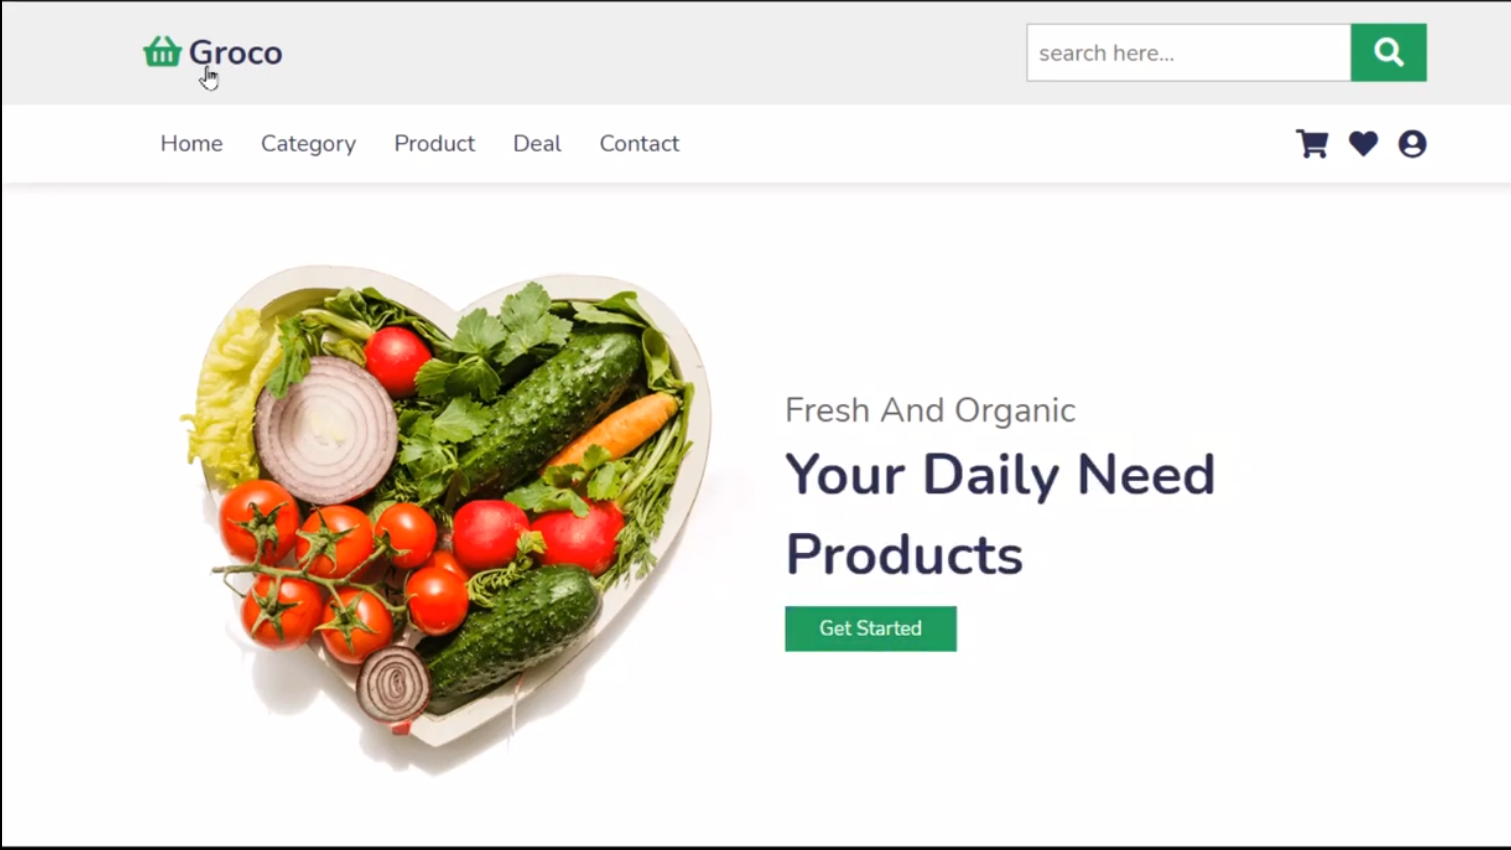 Groco
search here...
Home
Category
Product
Deal
Contact
Fresh And Organic
Your Daily Need
Products
Get Started